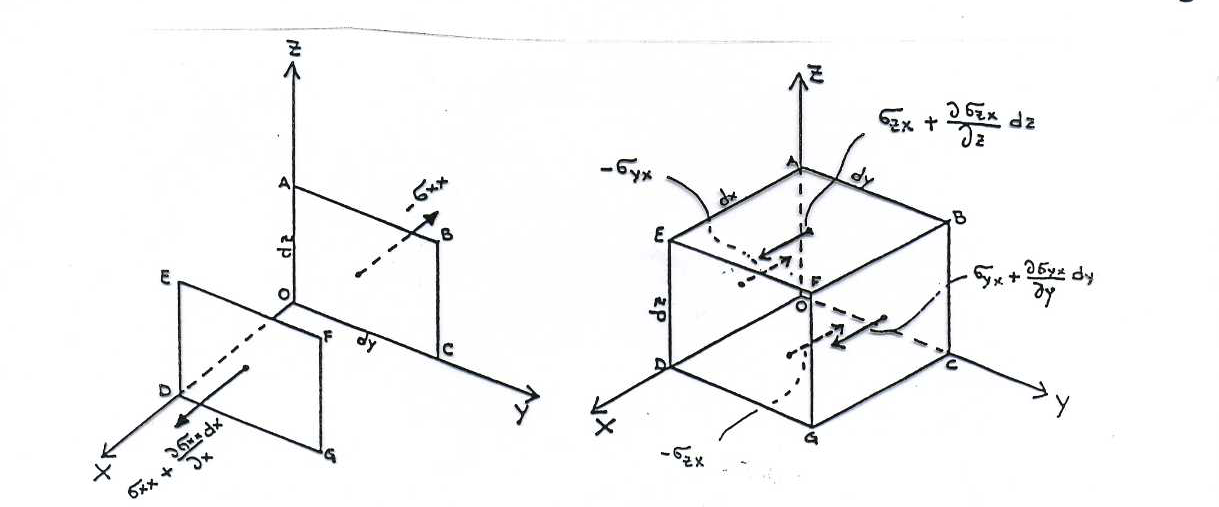 Z
A
σxx
B
dz
E
O
F
dy
C
D
Y
X
G
σxx + ∂σxx/∂x dx
Z
σzx + ∂σzx/∂z dz
-σyx
A
dy
dx
E
B
F
σyx + ∂σyx/∂y dy
O
dz
D
C
X
Y
G
-σzx